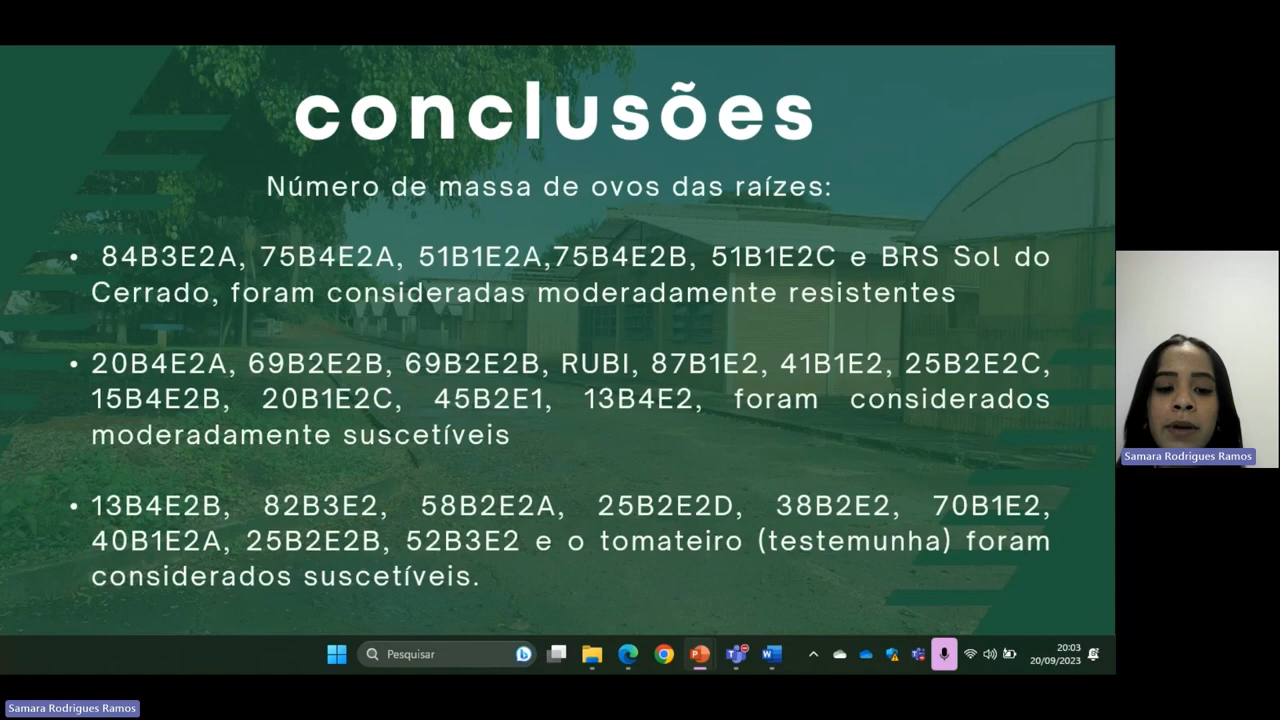 conclusões
Número de massa de ovos das raízes:
• 84B3E2A, 75B4E2A, 51B1E2A,75B4E2B, 51B1E2C e BRS Sol do
Cerrado, foram consideradas moderadamente resistentes
• 20B4E2A, 69B2E2B, 69B2E2B, RUBI, 87B1E2, 41B1E2, 25B2E2C,
15B4E2B, 20B1E2C, 45B2E1, 13B4E2, foram considerados
moderadamente suscetíveis
• 13B4E2B, 82B3E2, 58B2E2A, 25B2E2D, 38B2E2, 70B1E2,
40B1E2A, 25B2E2B, 52B3E2 e o tomateiro (testemunha) foram
considerados suscetíveis.
Samara Rodrigues Ramos
Pesquisar
20:03
20/09/2023
Samara Rodrigues Ramos